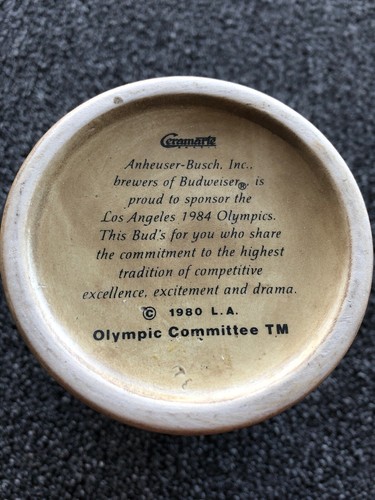 Ceramarte
Anheuser-Busch, Inc.,
brewers of Budweiser®, is
proud to sponsor the
Los Angeles 1984 Olympics.
This Bud's for you who share
the commitment to the highest
tradition of competitive
excellence, excitement and drama.
© 1980 L.A.
Olympic Committee TM